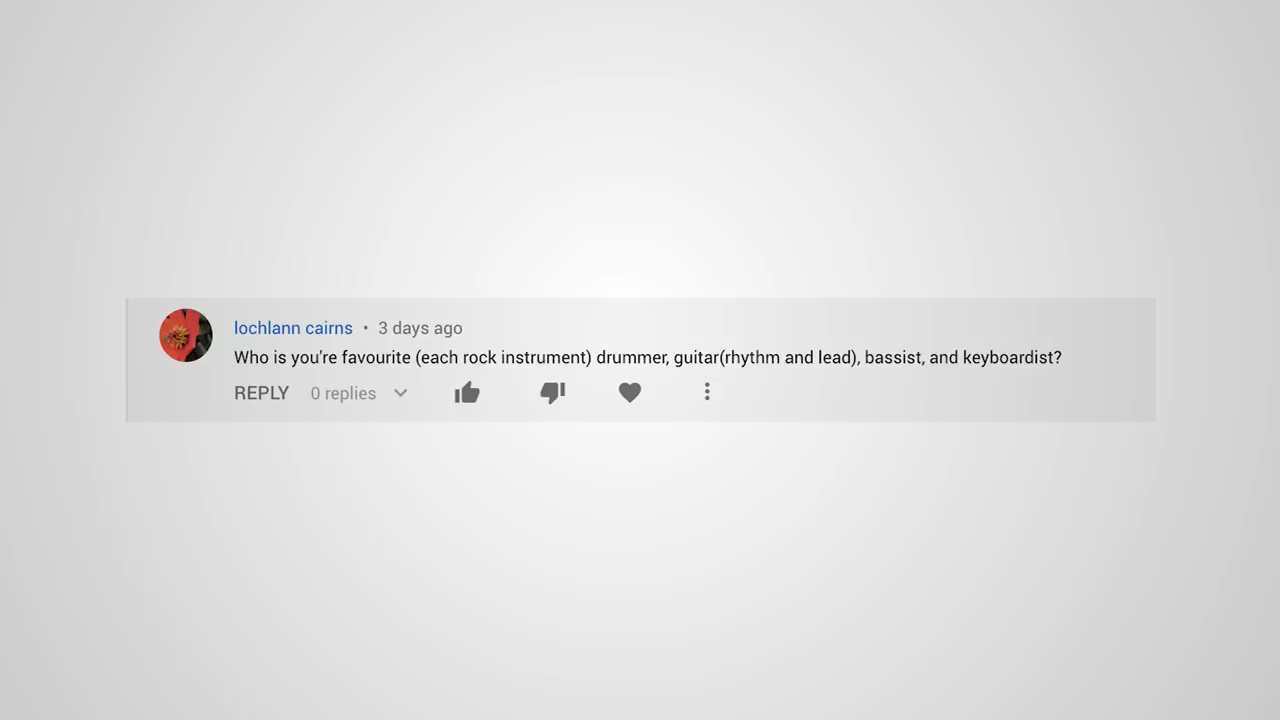 lochlann cairns • 3 days ago
Who is you're favourite (each rock instrument) drummer, guitar(rhythm and lead), bassist, and keyboardist?
REPLY 0 replies